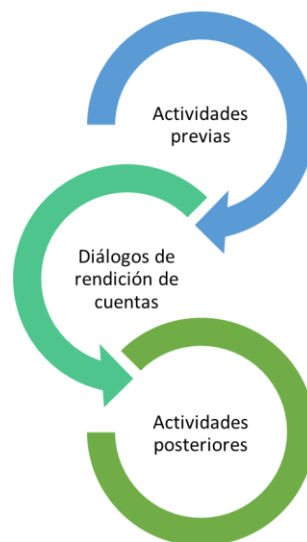 Actividades
previas
Diálogos de
rendición de
cuentas
Actividades
posteriores